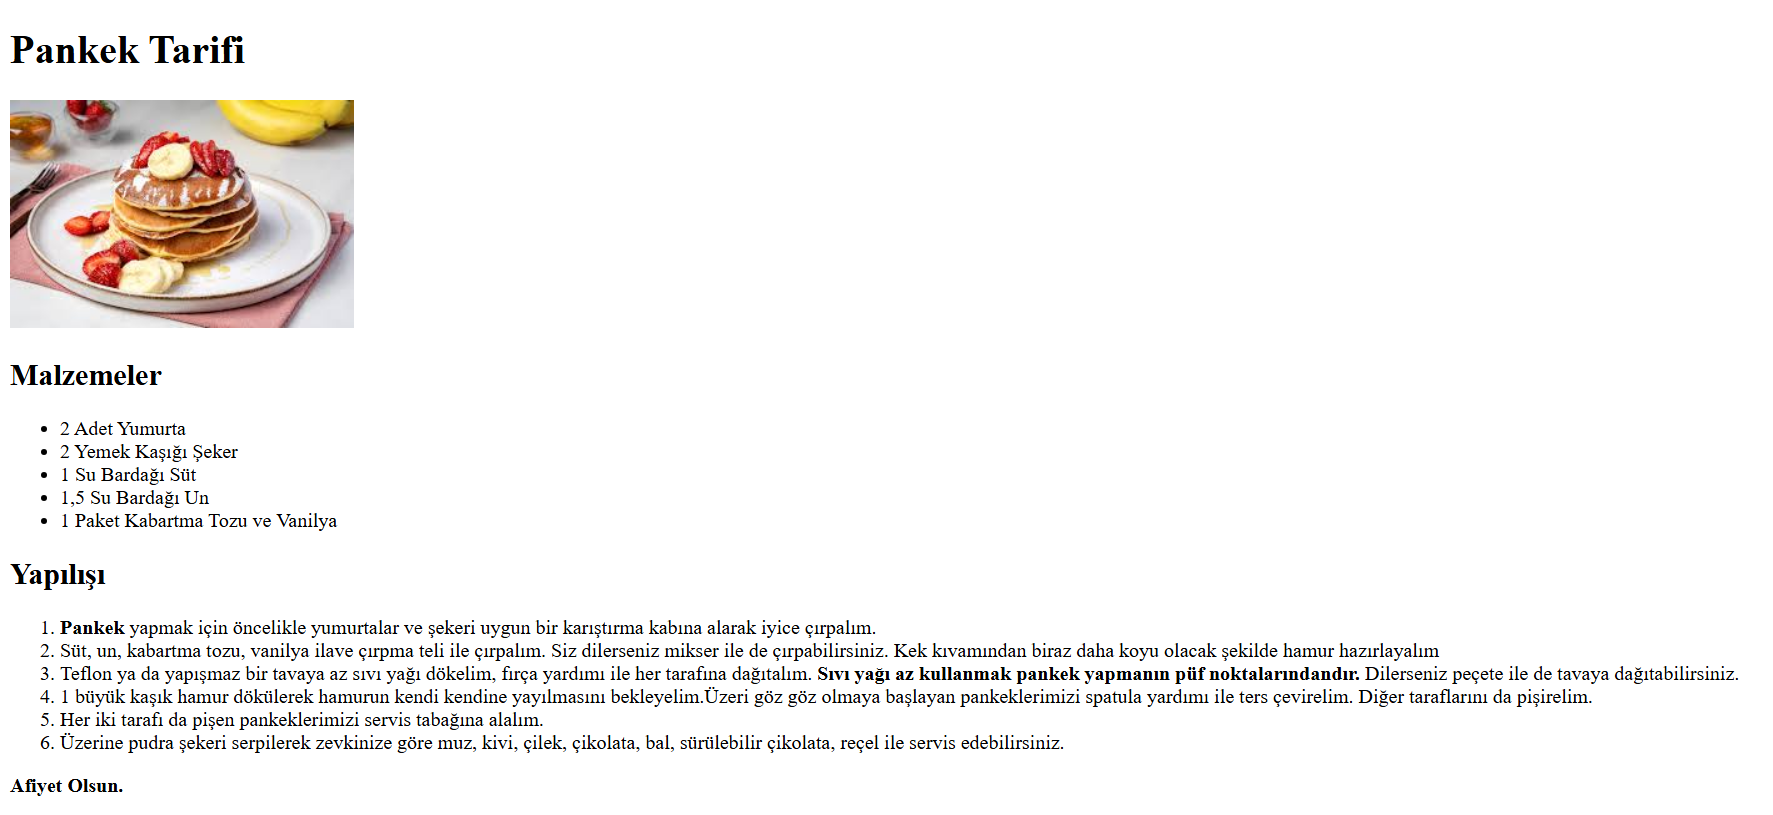 Pankek Tarifi
Malzemeler
• 2 Adet Yumurta
• 2 Yemek Kaşığı Şeker
• 1 Su Bardağı Süt
• 1,5 Su Bardağı Un
• 1 Paket Kabartma Tozu ve Vanilya
Yapılışı
1. Pankek yapmak için öncelikle yumurtalar ve şekeri uygun bir karıştırma kabına alarak iyice çırpalım.
2. Süt, un, kabartma tozu, vanilya ilave çırpma teli ile çırpalım. Siz dilerseniz mikser ile de çırpabilirsiniz. Kek kıvamından biraz daha koyu olacak şekilde hamur hazırlayalım
3. Teflon ya da yapışmaz bir tavaya az sıvı yağı dökelim, fırça yardımı ile her tarafına dağıtalım. Sıvı yağı az kullanmak pankek yapmanın püf noktalarındandır. Dilerseniz peçete ile de tavaya dağıtabilirsiniz.
4. 1 büyük kaşık hamur dökülerek hamurun kendi kendine yayılmasını bekleyelim.Üzeri göz göz olmaya başlayan pankeklerimizi spatula yardımı ile ters çevirelim. Diğer taraflarını da pişirelim.
5. Her iki tarafı da pişen pankeklerimizi servis tabağına alalım.
6. Üzerine pudra şekeri serpilerek zevkinize göre muz, kivi, çilek, çikolata, bal, sürülebilir çikolata, reçel ile servis edebilirsiniz.
Afiyet Olsun.